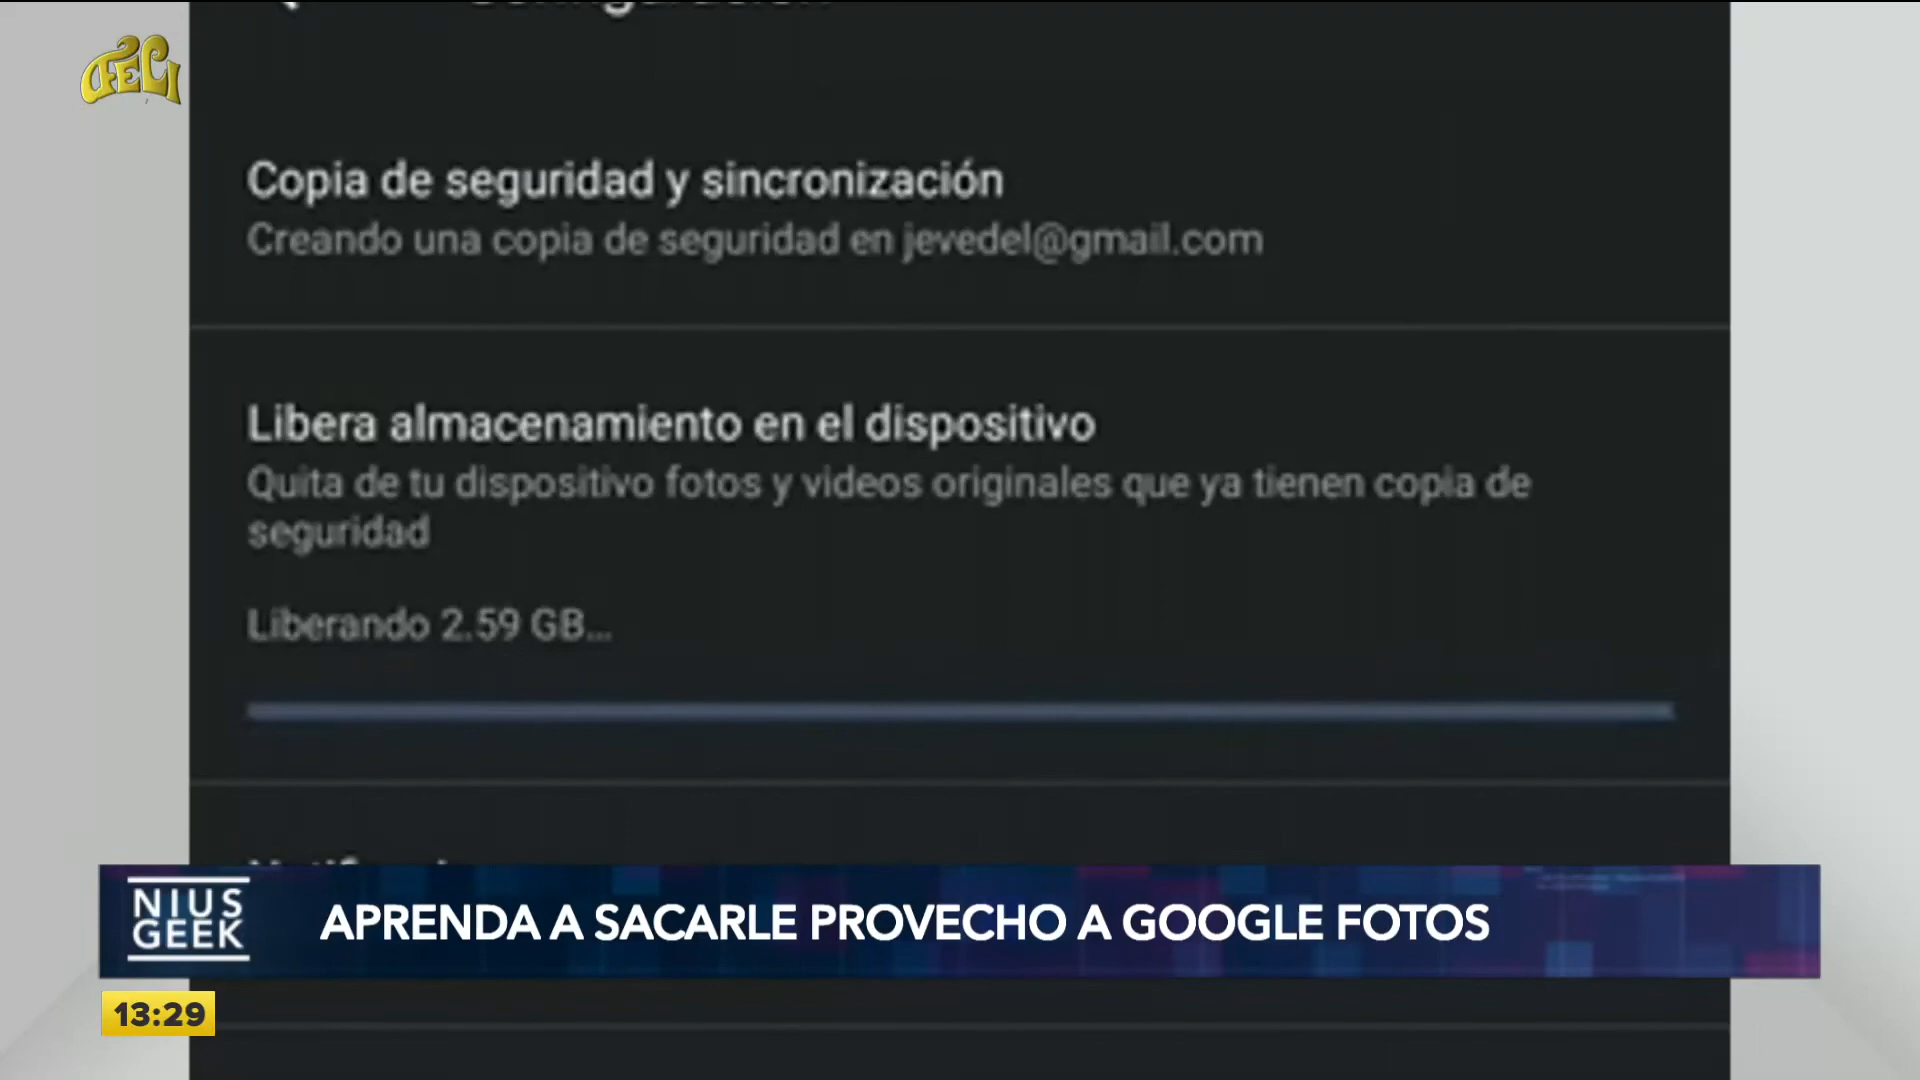 Configuración
FECI
Copia de seguridad y sincronización
Creando una copia de seguridad en jevedel@gmail.com
Libera almacenamiento en el dispositivo
Quita de tu dispositivo fotos y videos originales que ya tienen copia de
seguridad
Liberando 2.59 GB...
NIUS
GEEK
APRENDA A SACARLE PROVECHO A GOOGLE FOTOS
13:29